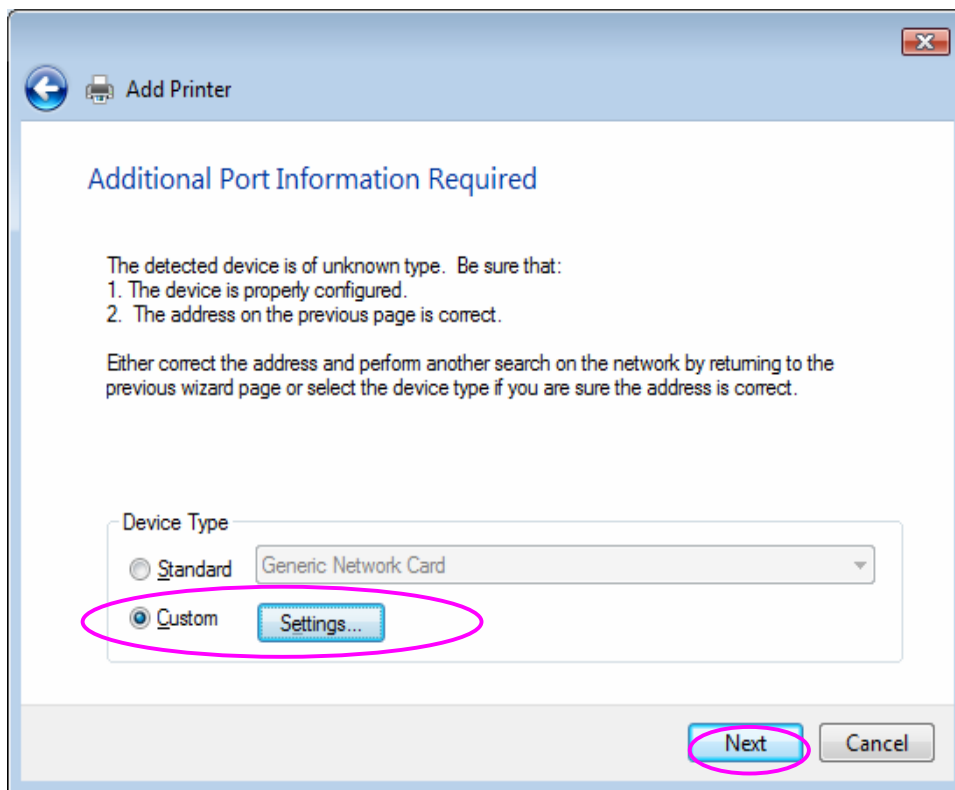 Add Printer
Additional Port Information Required
The detected device is of unknown type.  Be sure that:
1. The device is properly configured.
2.  The address on the previous page is correct.
Either correct the address and perform another search on the network by returning to the
previous wizard page or select the device type if you are sure the address is correct.
Device Type
Standard
Generic Network Card
Custom
Settings...
Next
Cancel